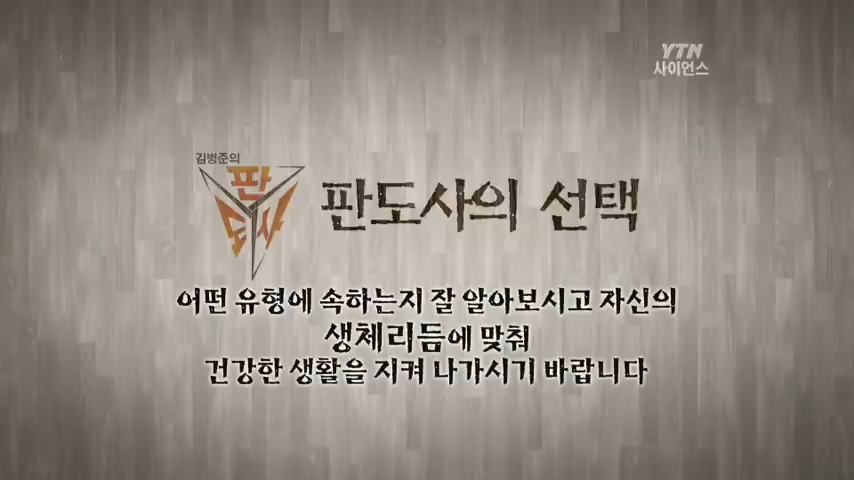 YTN
사이언스
김병준의
판도사
판도사의 선택
어떤 유형에 속하는지 잘 알아보시고 자신의
생체리듬에 맞춰
건강한 생활을 지켜 나가시기 바랍니다